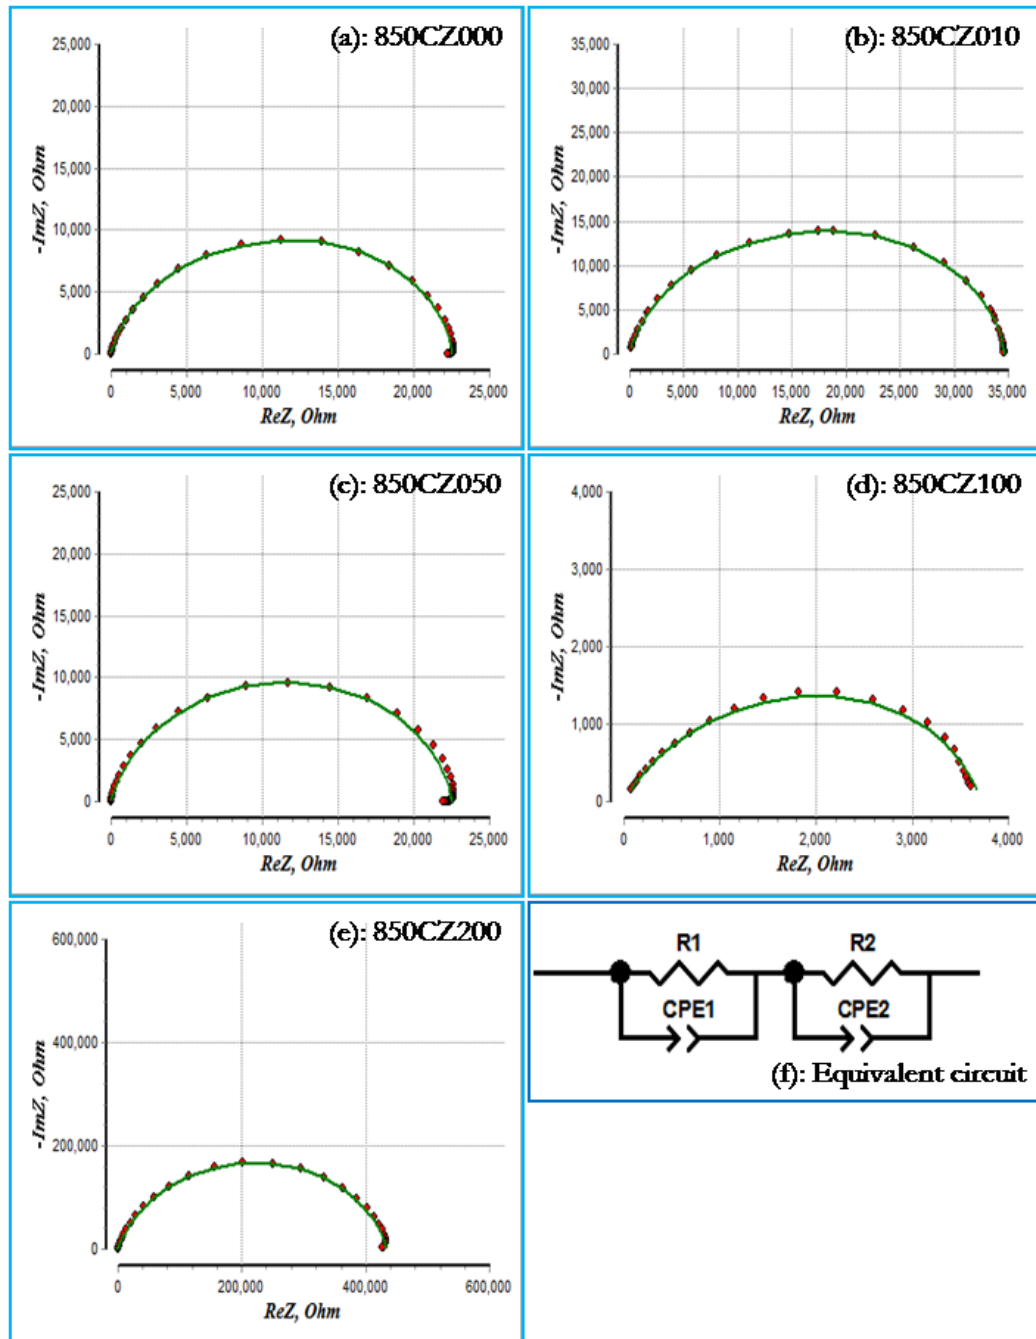 (a): 850CZ000
25,000
20,000
15,000
10,000
5,000
0
-ImZ, Ohm
0 5,000 10,000 15,000 20,000 25,000
ReZ, Ohm
(b): 850CZ010
35,000
30,000
25,000
20,000
15,000
10,000
5,000
0
-ImZ, Ohm
0 5,000 10,000 15,000 20,000 25,000 30,000 35,000
ReZ, Ohm
(c): 850CZ050
25,000
20,000
15,000
10,000
5,000
0
-ImZ, Ohm
0 5,000 10,000 15,000 20,000 25,000
ReZ, Ohm
(d): 850CZ100
4,000
3,000
2,000
1,000
0
-ImZ, Ohm
0 1,000 2,000 3,000 4,000
ReZ, Ohm
(e): 850CZ200
600,000
400,000
200,000
0
-ImZ, Ohm
0 200,000 400,000 600,000
ReZ, Ohm
R1 R2
CPE1 CPE2
(f): Equivalent circuit